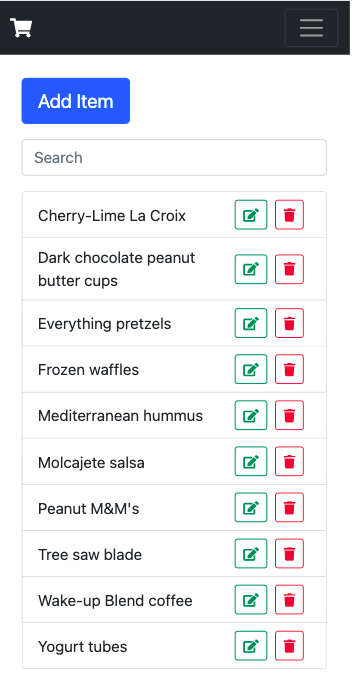 Add Item
Search
Cherry-Lime La Croix
Dark chocolate peanut
butter cups
Everything pretzels
Frozen waffles
Mediterranean hummus
Molcajete salsa
Peanut M&M's
Tree saw blade
Wake-up Blend coffee
Yogurt tubes